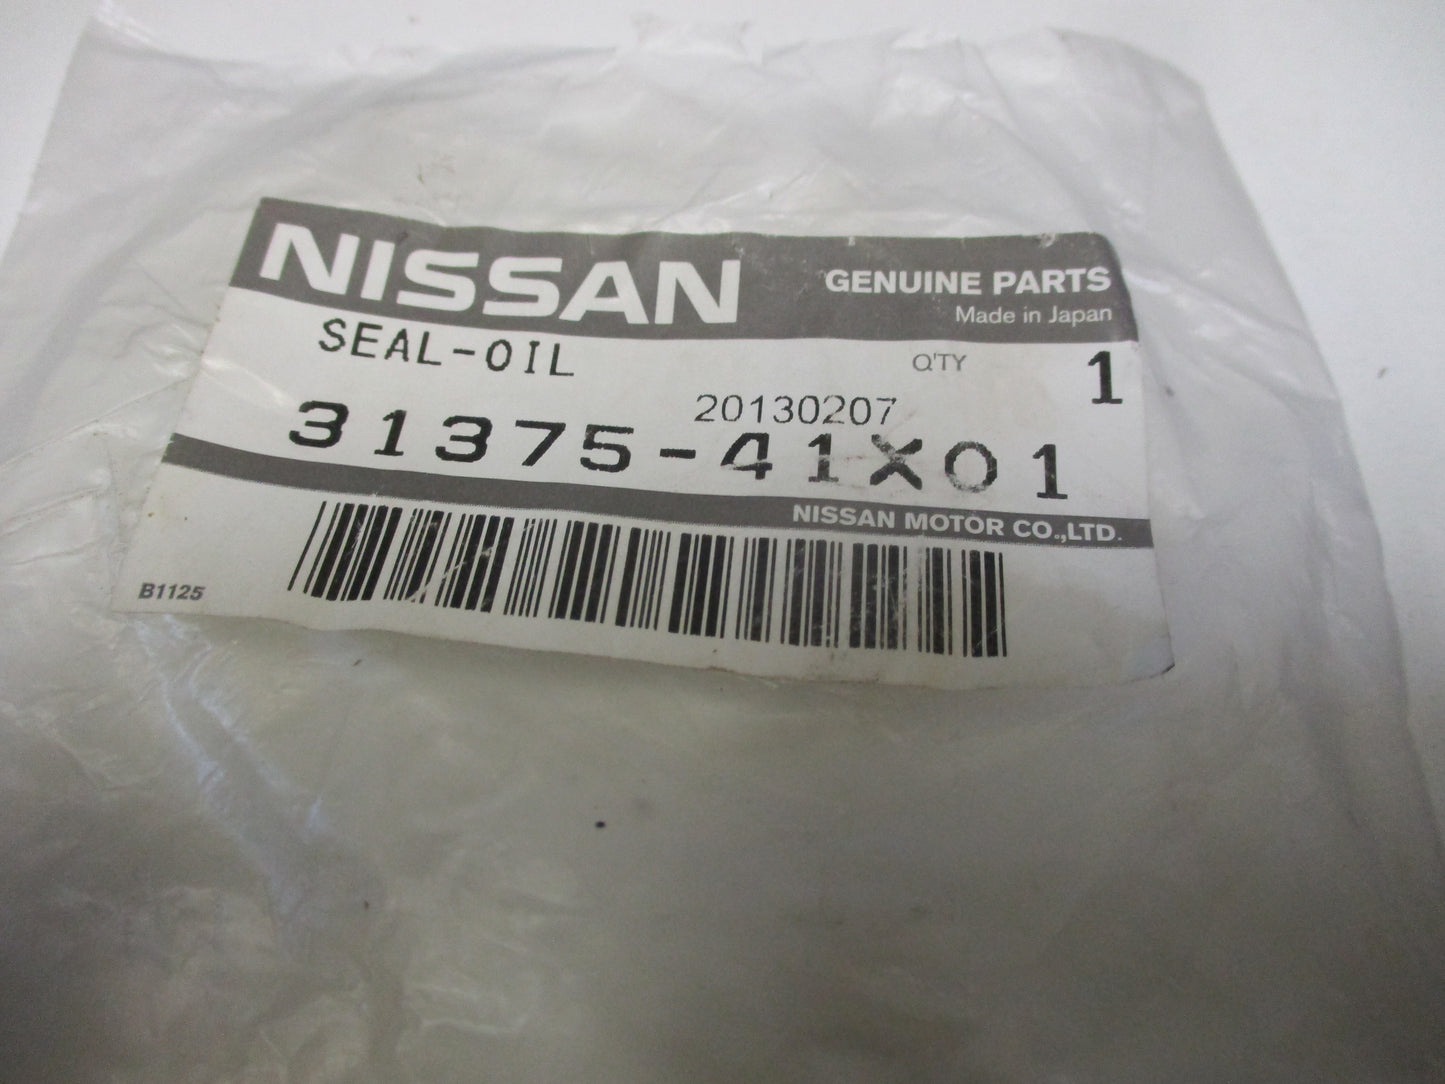 NISSAN
GENUINE PARTS
Made in Japan
SEAL-OIL
Q'TY 1
20130207
31375-41X01
NISSAN MOTOR CO.,LTD.
B1125